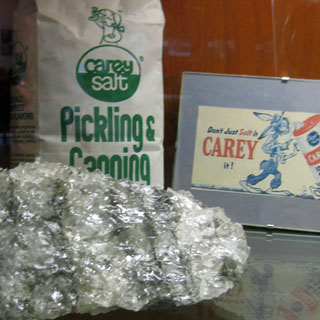 carey
salt
Pickling &
Canning
Don't Just Salt it
CAREY
it!